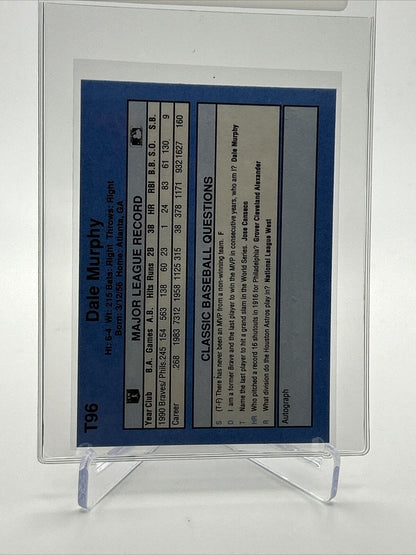 T96
Dale Murphy
Ht: 6-4 Wt: 215 Bats: Right Throws: Right
Born: 3/12/56 Home: Atlanta, GA
MAJOR LEAGUE RECORD
Year Club B.A. Games A.B. Hits Runs 2B 3B HR RBI B.B. S.O. S.B.
1990 Braves/ Phils .245 154 563 138 60 23 1 24 83 61 130 9
Career .268 1983 7312 1958 1125 315 38 378 1171 932 1627 160
CLASSIC BASEBALL QUESTIONS
S (T-F) There has never been an MVP from a non-winning team. F
D I am a former Brave and the last player to win the MVP in consecutive years, who am I? Dale Murphy
T Name the last player to hit a grand slam in the World Series. Jose Canseco
HR Who pitched a record 16 shutouts in 1916 for Philadelphia? Grover Cleveland Alexander
R What division do the Houston Astros play in? National League West
Autograph